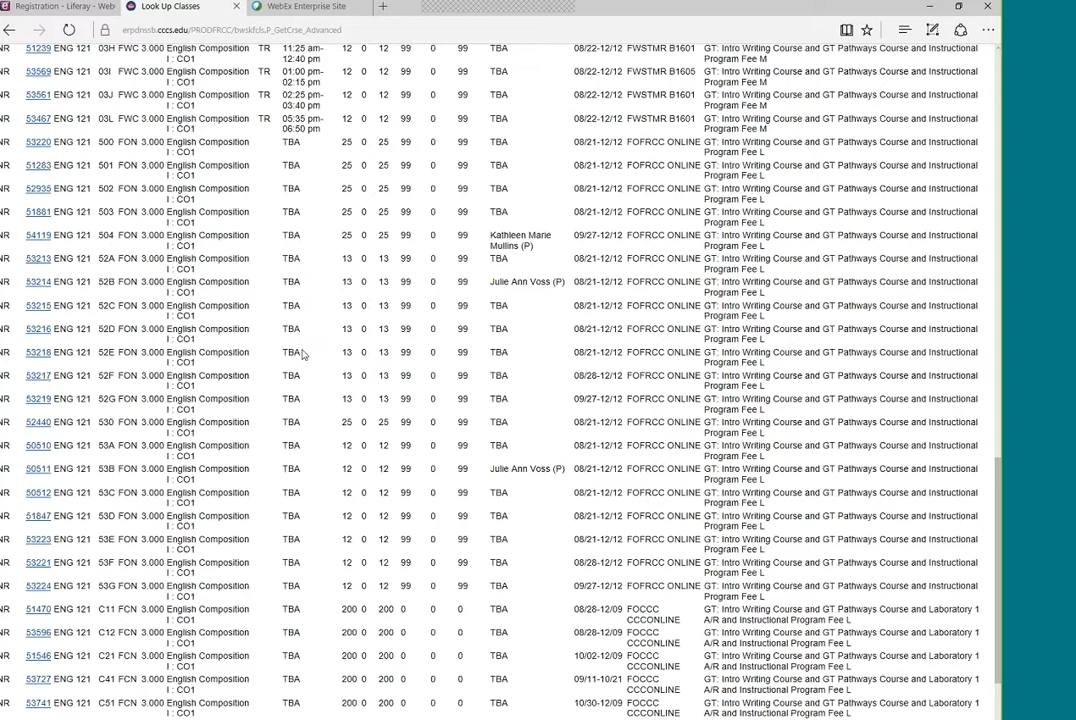 Registration - Liferay - Web Look Up Classes WebEx Enterprise Site
erpdnssb.cccs.edu/PRODFRCC/bwskfcls.P_GetCrse_Advanced
NR 51239 ENG 121 03H FWC 3.000 English Composition TR 11:25 am- 12 0 12 99 0 99 TBA 08/22-12/12 FWSTMR B1601 GT: Intro Writing Course and GT Pathways Course and Instructional
I : CO1 12:40 pm Program Fee M
NR 53569 ENG 121 03I FWC 3.000 English Composition TR 01:00 pm- 12 0 12 99 0 99 TBA 08/22-12/12 FWSTMR B1605 GT: Intro Writing Course and GT Pathways Course and Instructional
I : CO1 02:15 pm Program Fee M
NR 53561 ENG 121 03J FWC 3.000 English Composition TR 02:25 pm- 12 0 12 99 0 99 TBA 08/22-12/12 FWSTMR B1601 GT: Intro Writing Course and GT Pathways Course and Instructional
I : CO1 03:40 pm Program Fee M
NR 53467 ENG 121 03L FWC 3.000 English Composition TR 05:35 pm- 12 0 12 99 0 99 TBA 08/22-12/12 FWSTMR B1601 GT: Intro Writing Course and GT Pathways Course and Instructional
I : CO1 06:50 pm Program Fee M
NR 53220 ENG 121 500 FON 3.000 English Composition TBA 25 0 25 99 0 99 TBA 08/21-12/12 FOFRCC ONLINE GT: Intro Writing Course and GT Pathways Course and Instructional
I : CO1 Program Fee L
NR 51283 ENG 121 501 FON 3.000 English Composition TBA 25 0 25 99 0 99 TBA 08/21-12/12 FOFRCC ONLINE GT: Intro Writing Course and GT Pathways Course and Instructional
I : CO1 Program Fee L
NR 52935 ENG 121 502 FON 3.000 English Composition TBA 25 0 25 99 0 99 TBA 08/21-12/12 FOFRCC ONLINE GT: Intro Writing Course and GT Pathways Course and Instructional
I : CO1 Program Fee L
NR 51881 ENG 121 503 FON 3.000 English Composition TBA 25 0 25 99 0 99 TBA 08/21-12/12 FOFRCC ONLINE GT: Intro Writing Course and GT Pathways Course and Instructional
I : CO1 Program Fee L
NR 54119 ENG 121 504 FON 3.000 English Composition TBA 25 0 25 99 0 99 Kathleen Marie 09/27-12/12 FOFRCC ONLINE GT: Intro Writing Course and GT Pathways Course and Instructional
I : CO1 Mullins (P) Program Fee L
NR 53213 ENG 121 52A FON 3.000 English Composition TBA 13 0 13 99 0 99 TBA 08/21-12/12 FOFRCC ONLINE GT: Intro Writing Course and GT Pathways Course and Instructional
I : CO1 Program Fee L
NR 53214 ENG 121 52B FON 3.000 English Composition TBA 13 0 13 99 0 99 Julie Ann Voss (P) 08/21-12/12 FOFRCC ONLINE GT: Intro Writing Course and GT Pathways Course and Instructional
I : CO1 Program Fee L
NR 53215 ENG 121 52C FON 3.000 English Composition TBA 13 0 13 99 0 99 TBA 08/21-12/12 FOFRCC ONLINE GT: Intro Writing Course and GT Pathways Course and Instructional
I : CO1 Program Fee L
NR 53216 ENG 121 52D FON 3.000 English Composition TBA 13 0 13 99 0 99 TBA 08/21-12/12 FOFRCC ONLINE GT: Intro Writing Course and GT Pathways Course and Instructional
I : CO1 Program Fee L
NR 53218 ENG 121 52E FON 3.000 English Composition TBA 13 0 13 99 0 99 TBA 08/21-12/12 FOFRCC ONLINE GT: Intro Writing Course and GT Pathways Course and Instructional
I : CO1 Program Fee L
NR 53217 ENG 121 52F FON 3.000 English Composition TBA 13 0 13 99 0 99 TBA 08/28-12/12 FOFRCC ONLINE GT: Intro Writing Course and GT Pathways Course and Instructional
I : CO1 Program Fee L
NR 53219 ENG 121 52G FON 3.000 English Composition TBA 13 0 13 99 0 99 TBA 09/27-12/12 FOFRCC ONLINE GT: Intro Writing Course and GT Pathways Course and Instructional
I : CO1 Program Fee L
NR 52440 ENG 121 530 FON 3.000 English Composition TBA 25 0 25 99 0 99 TBA 08/21-12/12 FOFRCC ONLINE GT: Intro Writing Course and GT Pathways Course and Instructional
I : CO1 Program Fee L
NR 50510 ENG 121 53A FON 3.000 English Composition TBA 12 0 12 99 0 99 TBA 08/21-12/12 FOFRCC ONLINE GT: Intro Writing Course and GT Pathways Course and Instructional
I : CO1 Program Fee L
NR 50511 ENG 121 53B FON 3.000 English Composition TBA 12 0 12 99 0 99 Julie Ann Voss (P) 08/21-12/12 FOFRCC ONLINE GT: Intro Writing Course and GT Pathways Course and Instructional
I : CO1 Program Fee L
NR 50512 ENG 121 53C FON 3.000 English Composition TBA 12 0 12 99 0 99 TBA 08/21-12/12 FOFRCC ONLINE GT: Intro Writing Course and GT Pathways Course and Instructional
I : CO1 Program Fee L
NR 51847 ENG 121 53D FON 3.000 English Composition TBA 12 0 12 99 0 99 TBA 08/21-12/12 FOFRCC ONLINE GT: Intro Writing Course and GT Pathways Course and Instructional
I : CO1 Program Fee L
NR 53223 ENG 121 53E FON 3.000 English Composition TBA 12 0 12 99 0 99 TBA 08/21-12/12 FOFRCC ONLINE GT: Intro Writing Course and GT Pathways Course and Instructional
I : CO1 Program Fee L
NR 53221 ENG 121 53F FON 3.000 English Composition TBA 12 0 12 99 0 99 TBA 08/28-12/12 FOFRCC ONLINE GT: Intro Writing Course and GT Pathways Course and Instructional
I : CO1 Program Fee L
NR 53224 ENG 121 53G FON 3.000 English Composition TBA 12 0 12 99 0 99 TBA 09/27-12/12 FOFRCC ONLINE GT: Intro Writing Course and GT Pathways Course and Instructional
I : CO1 Program Fee L
NR 51470 ENG 121 C11 FCN 3.000 English Composition TBA 200 0 200 0 0 0 TBA 08/28-12/09 FOCCC GT: Intro Writing Course and GT Pathways Course and Laboratory 1
I : CO1 CCCONLINE A/R and Instructional Program Fee L
NR 53596 ENG 121 C12 FCN 3.000 English Composition TBA 200 0 200 0 0 0 TBA 08/28-12/09 FOCCC GT: Intro Writing Course and GT Pathways Course and Laboratory 1
I : CO1 CCCONLINE A/R and Instructional Program Fee L
NR 51546 ENG 121 C21 FCN 3.000 English Composition TBA 200 0 200 0 0 0 TBA 10/02-12/09 FOCCC GT: Intro Writing Course and GT Pathways Course and Laboratory 1
I : CO1 CCCONLINE A/R and Instructional Program Fee L
NR 53727 ENG 121 C41 FCN 3.000 English Composition TBA 200 0 200 0 0 0 TBA 09/11-10/21 FOCCC GT: Intro Writing Course and GT Pathways Course and Laboratory 1
I : CO1 CCCONLINE A/R and Instructional Program Fee L
NR 53741 ENG 121 C51 FCN 3.000 English Composition TBA 200 0 200 0 0 0 TBA 10/30-12/09 FOCCC GT: Intro Writing Course and GT Pathways Course and Laboratory 1
I : CO1 CCCONLINE A/R and Instructional Program Fee L